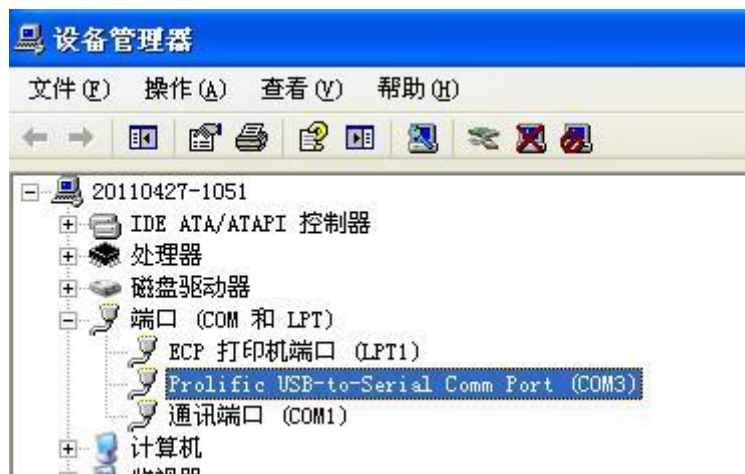 设备管理器
文件(F) 操作(A) 查看(V) 帮助(H)
20110427-1051
IDE ATA/ATAPI 控制器
处理器
磁盘驱动器
端口 (COM 和 LPT)
ECP 打印机端口 (LPT1)
Prolific USB-to-Serial Comm Port (COM3)
通讯端口 (COM1)
计算机